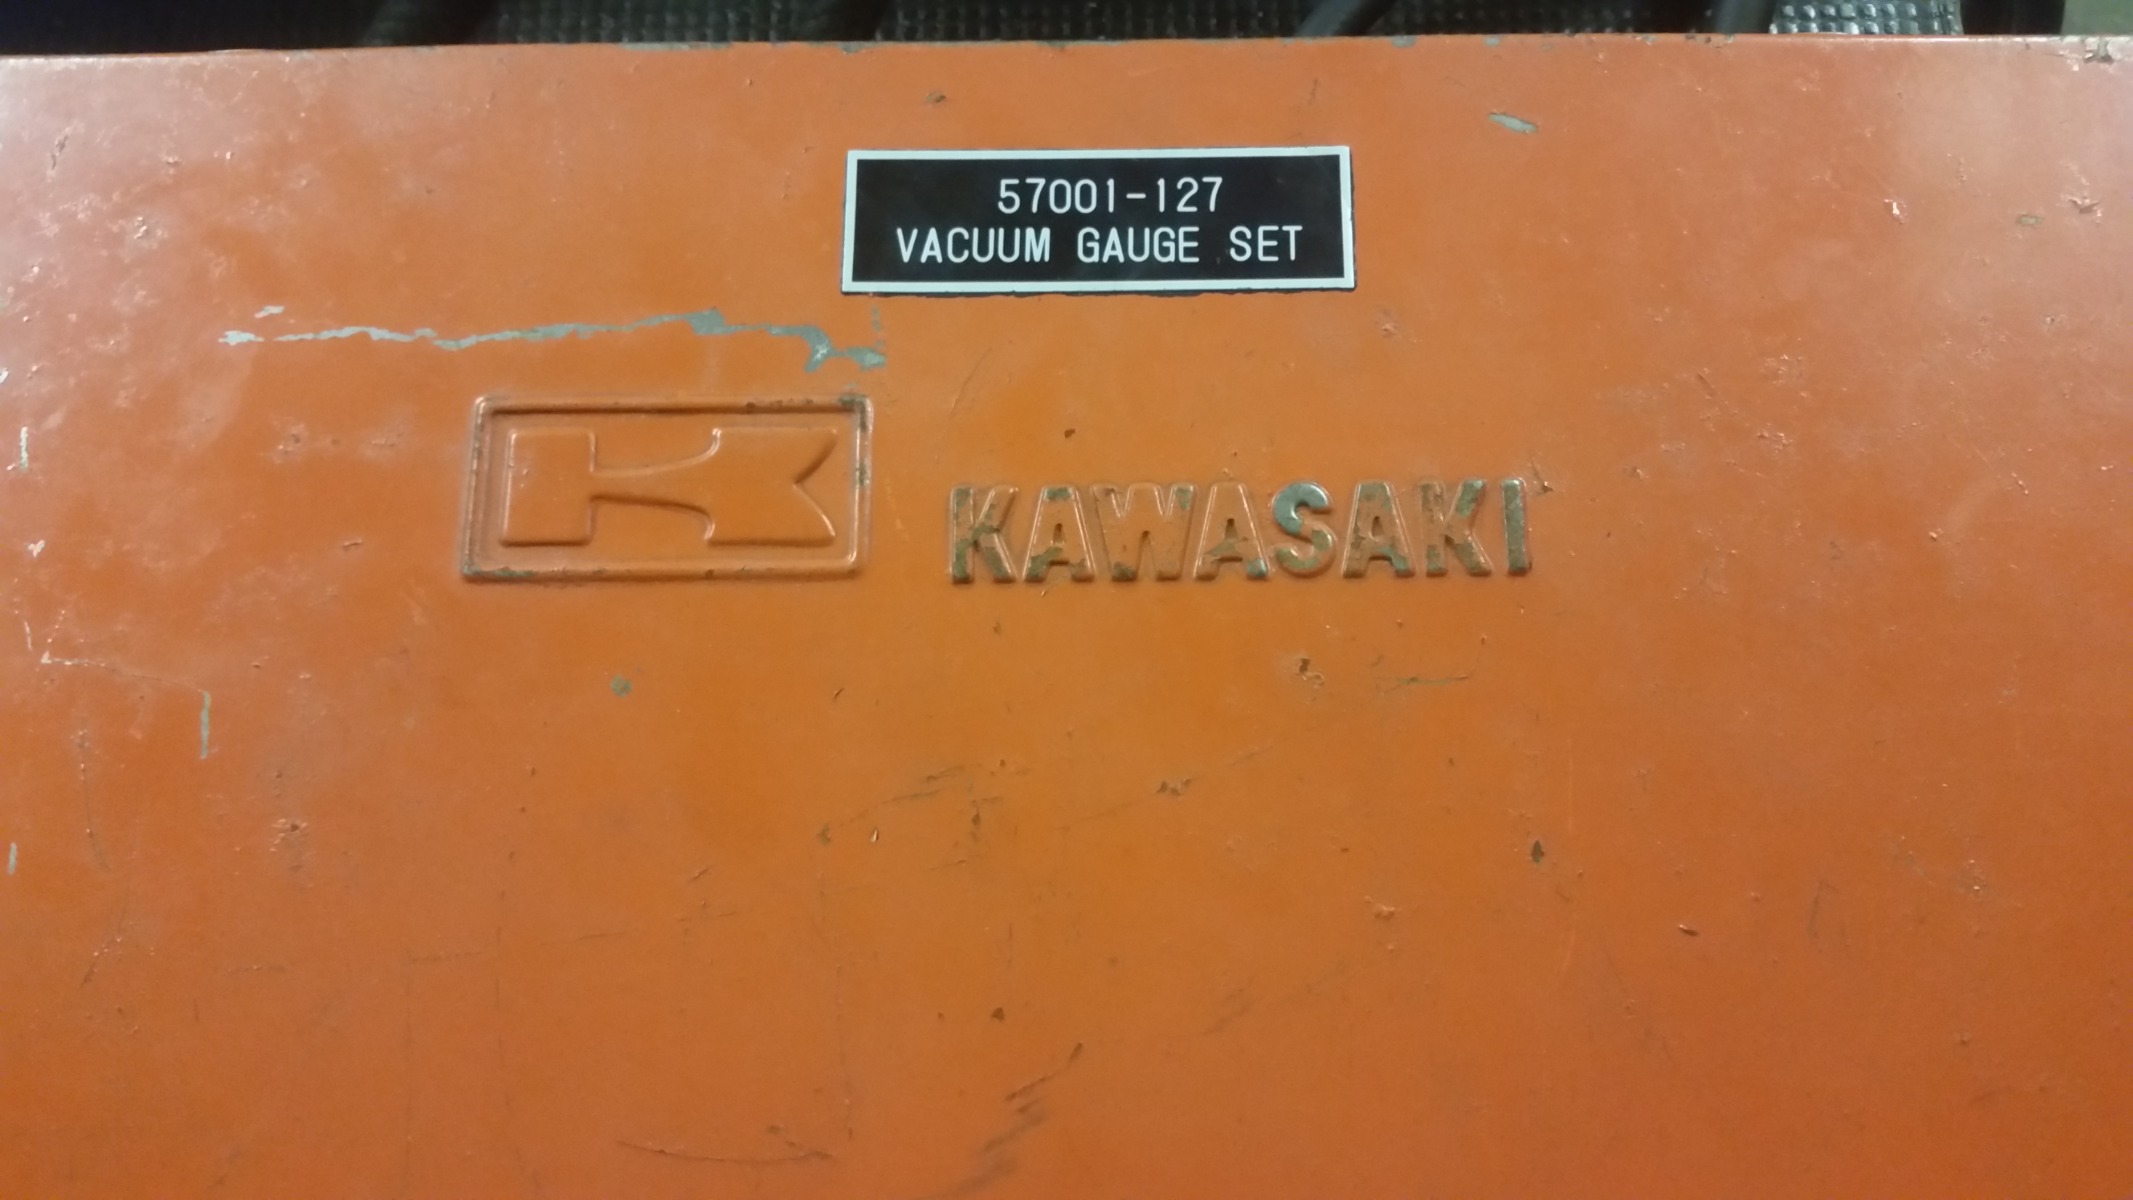 57001-127
VACUUM GAUGE SET
K
KAWASAKI